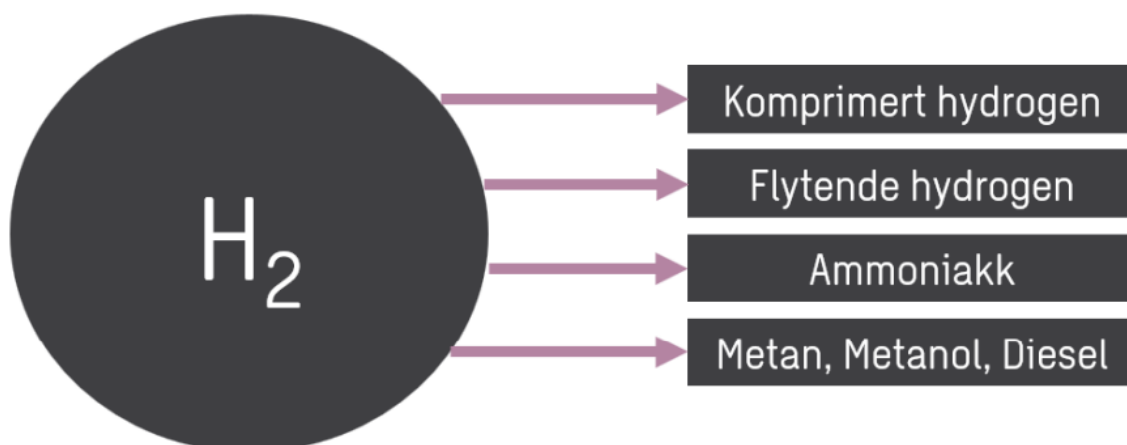 H₂
Komprimert hydrogen
Flytende hydrogen
Ammoniakk
Metan, Metanol, Diesel